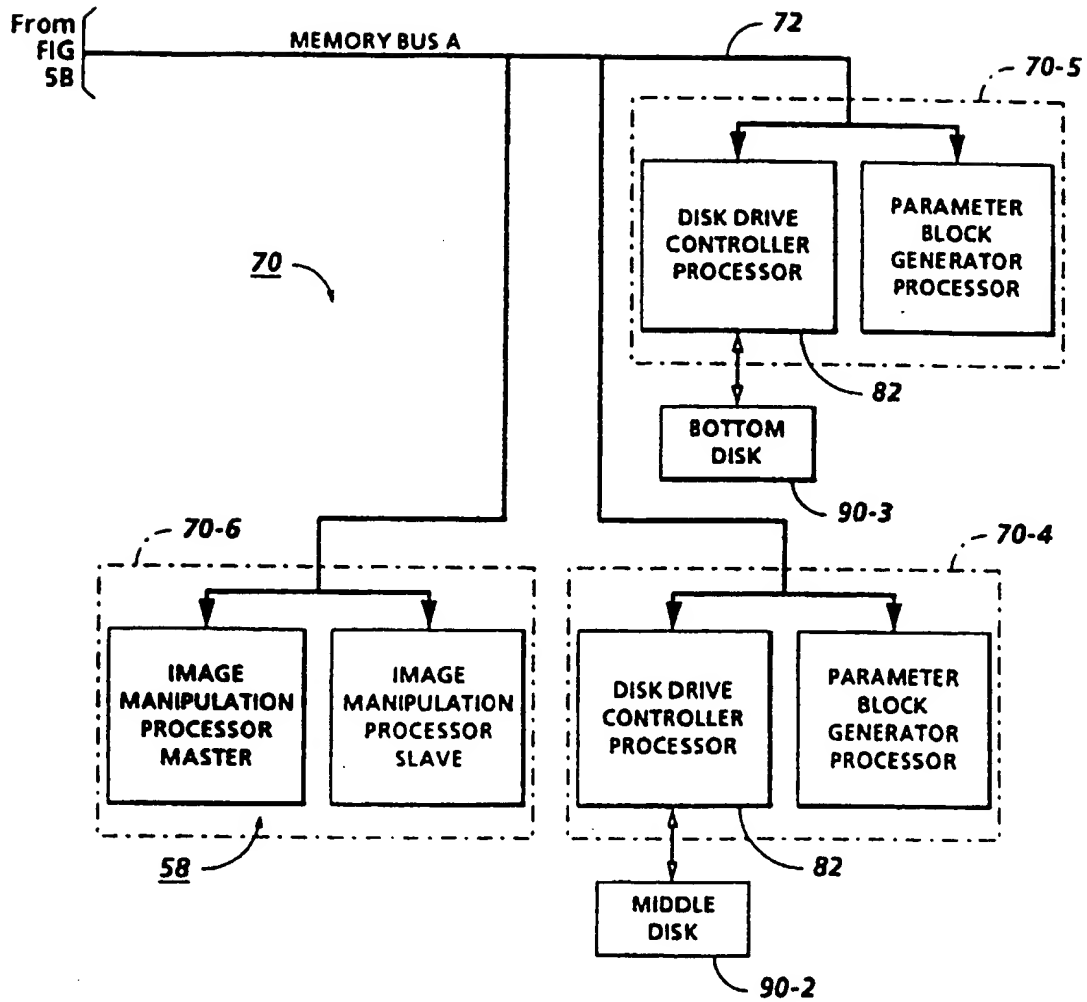 From
FIG
5B
MEMORY BUS A
72
70-5
DISK DRIVE
CONTROLLER
PROCESSOR
PARAMETER
BLOCK
GENERATOR
PROCESSOR
70
82
BOTTOM
DISK
90-3
70-6
70-4
IMAGE
MANIPULATION
PROCESSOR
MASTER
IMAGE
MANIPULATION
PROCESSOR
SLAVE
DISK DRIVE
CONTROLLER
PROCESSOR
PARAMETER
BLOCK
GENERATOR
PROCESSOR
58
82
MIDDLE
DISK
90-2